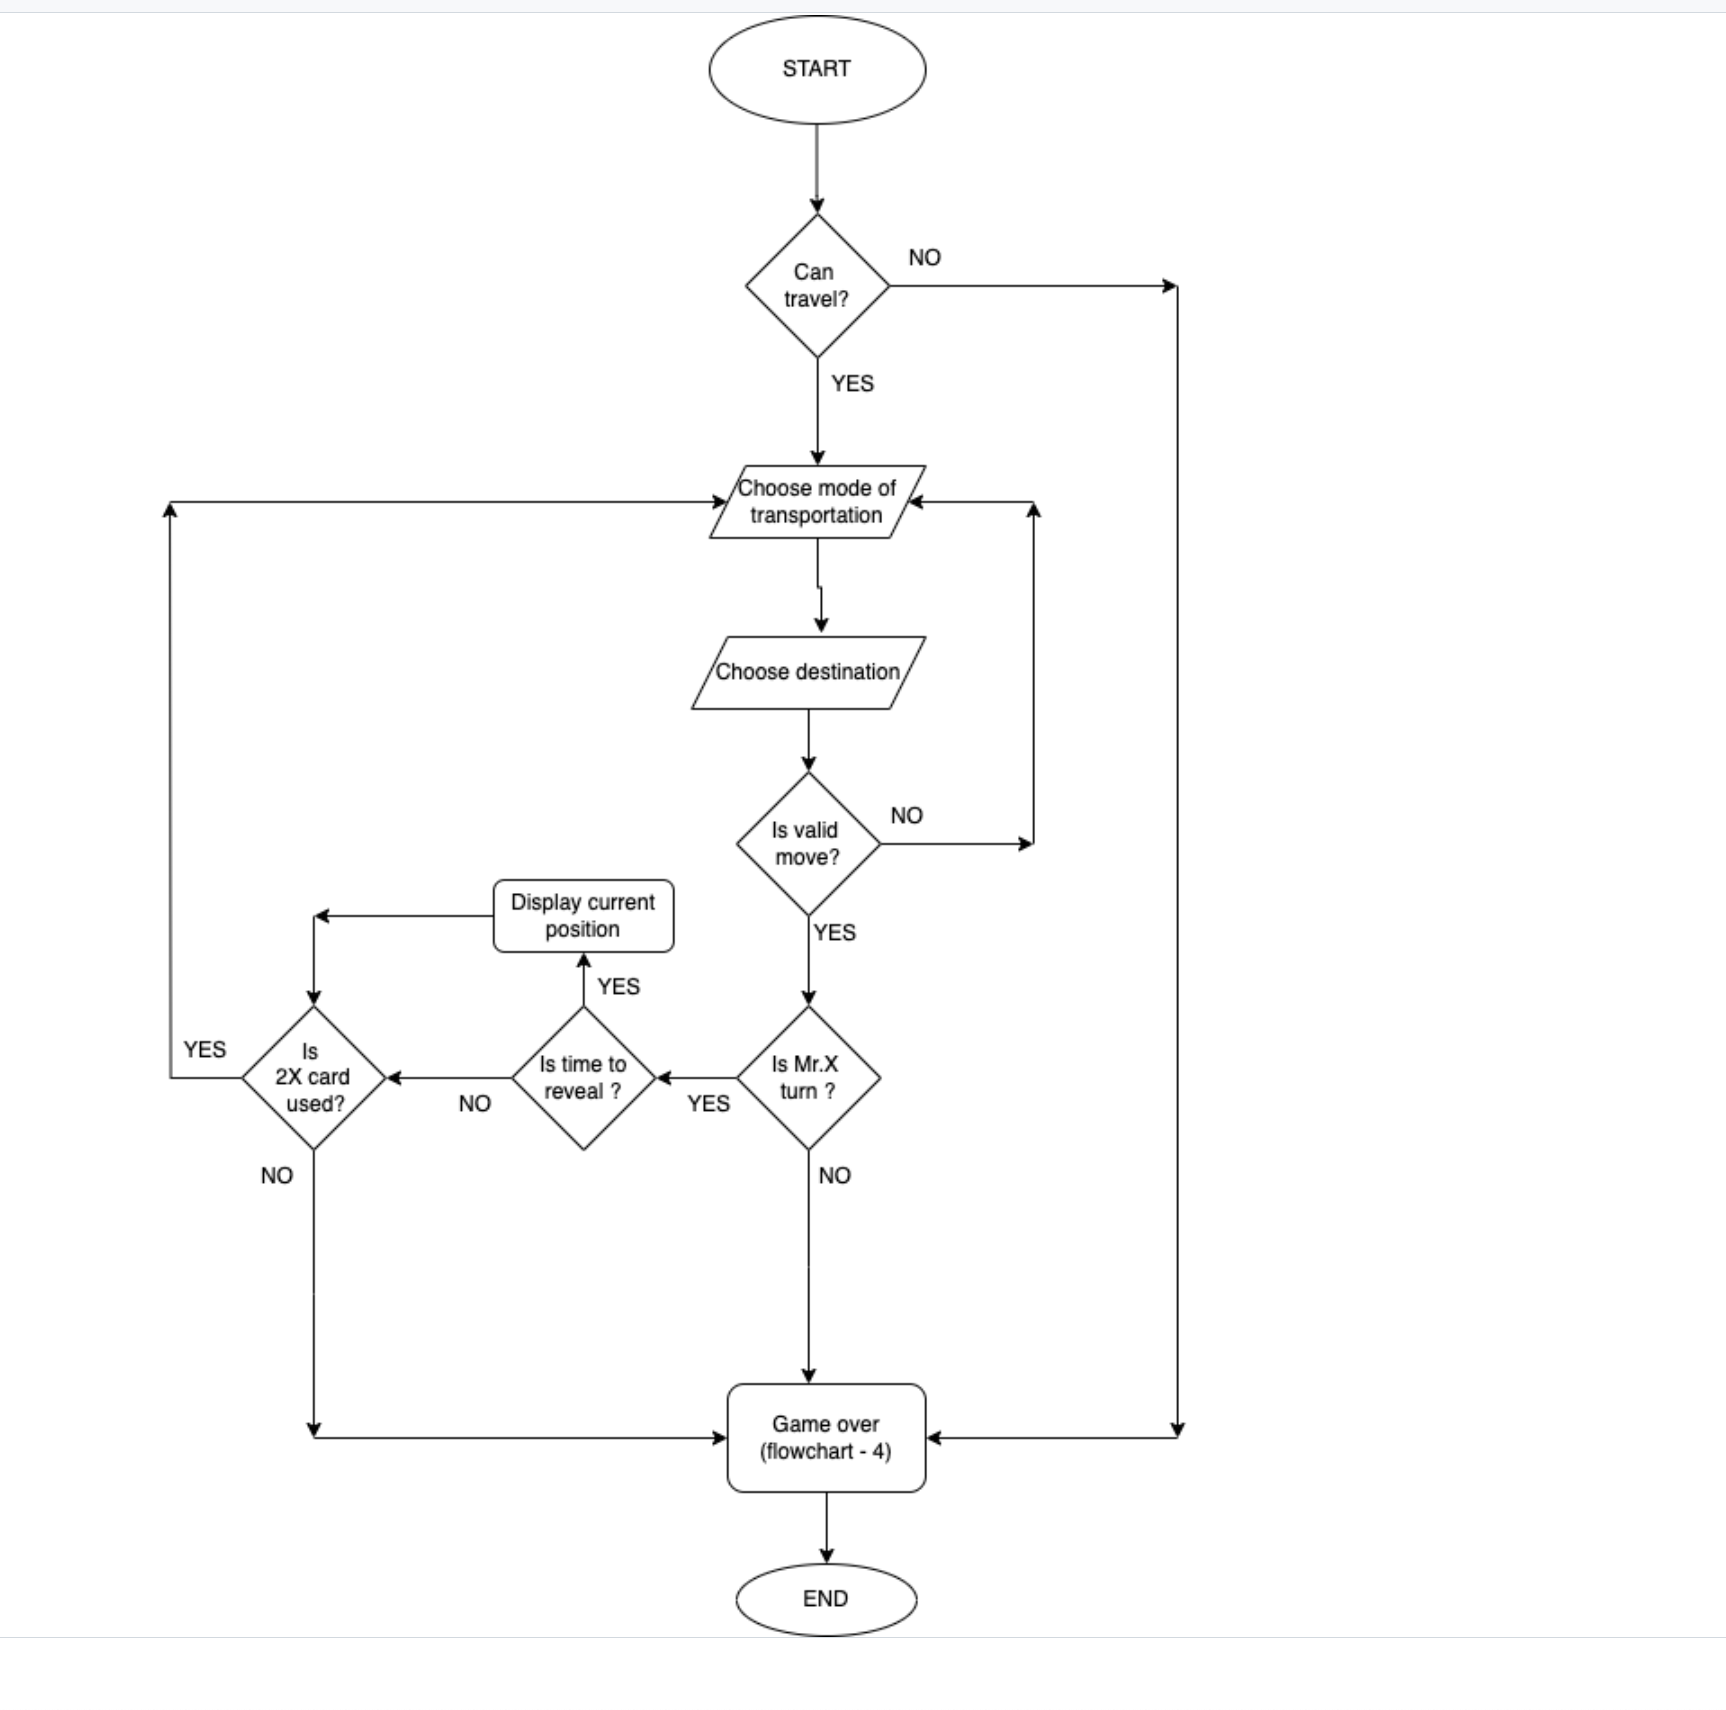 START
NO
Can
travel?
YES
Choose mode of
transportation
Choose destination
NO
Is valid
move?
Display current
position
YES
YES
YES
Is
2X card
used?
Is time to
reveal ?
Is Mr.X
turn ?
NO
YES
NO
NO
Game over
(flowchart - 4)
END